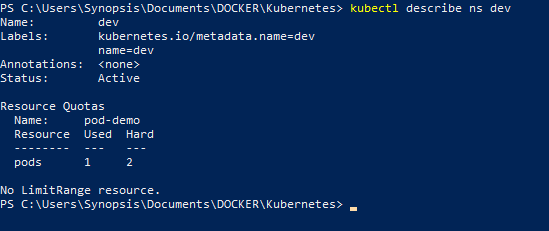 PS C:\Users\Synopsis\Documents\DOCKER\Kubernetes> kubectl describe ns dev
Name:         dev
Labels:       kubernetes.io/metadata.name=dev
              name=dev
Annotations:  <none>
Status:       Active

Resource Quotas
  Name:     pod-demo
  Resource  Used  Hard
  --------  ---   ---
  pods      1     2

No LimitRange resource.
PS C:\Users\Synopsis\Documents\DOCKER\Kubernetes>